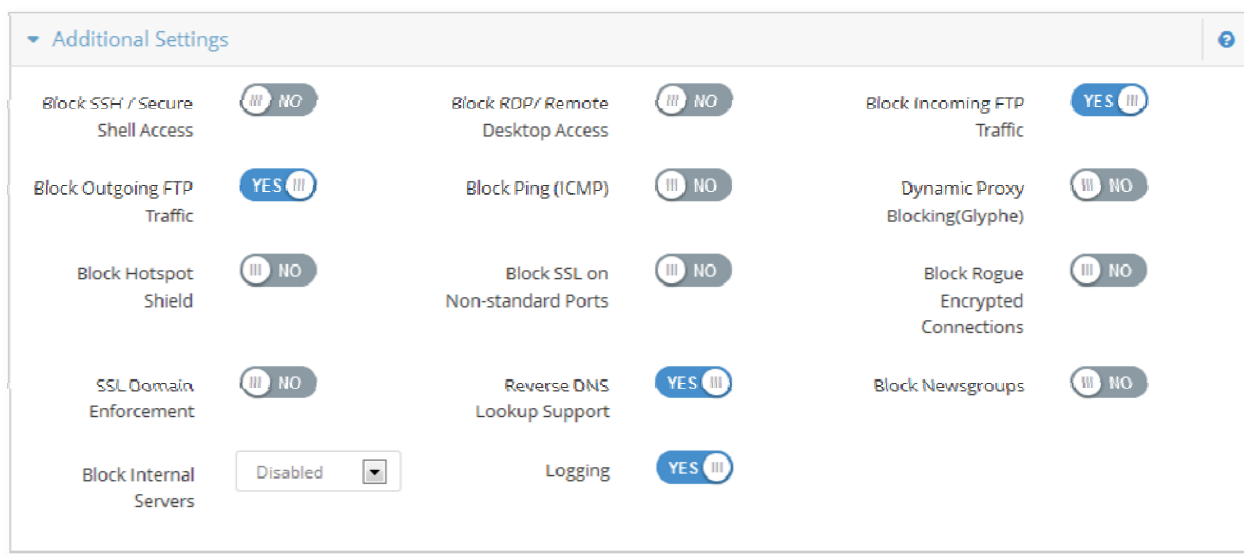 Additional Settings
Block SSH / Secure
Shell Access
NO
Block RDP/ Remote
Desktop Access
NO
Block Incoming FTP
Traffic
YES
Block Outgoing FTP
Traffic
YES
Block Ping (ICMP)
NO
Dynamic Proxy
Blocking(Glyphe)
NO
Block Hotspot
Shield
NO
Block SSL on
Non-standard Ports
NO
Block Rogue
Encrypted
Connections
NO
SSL Domain
Enforcement
NO
Reverse DNS
Lookup Support
YES
Block Newsgroups
NO
Block Internal
Servers
Disabled
Logging
YES